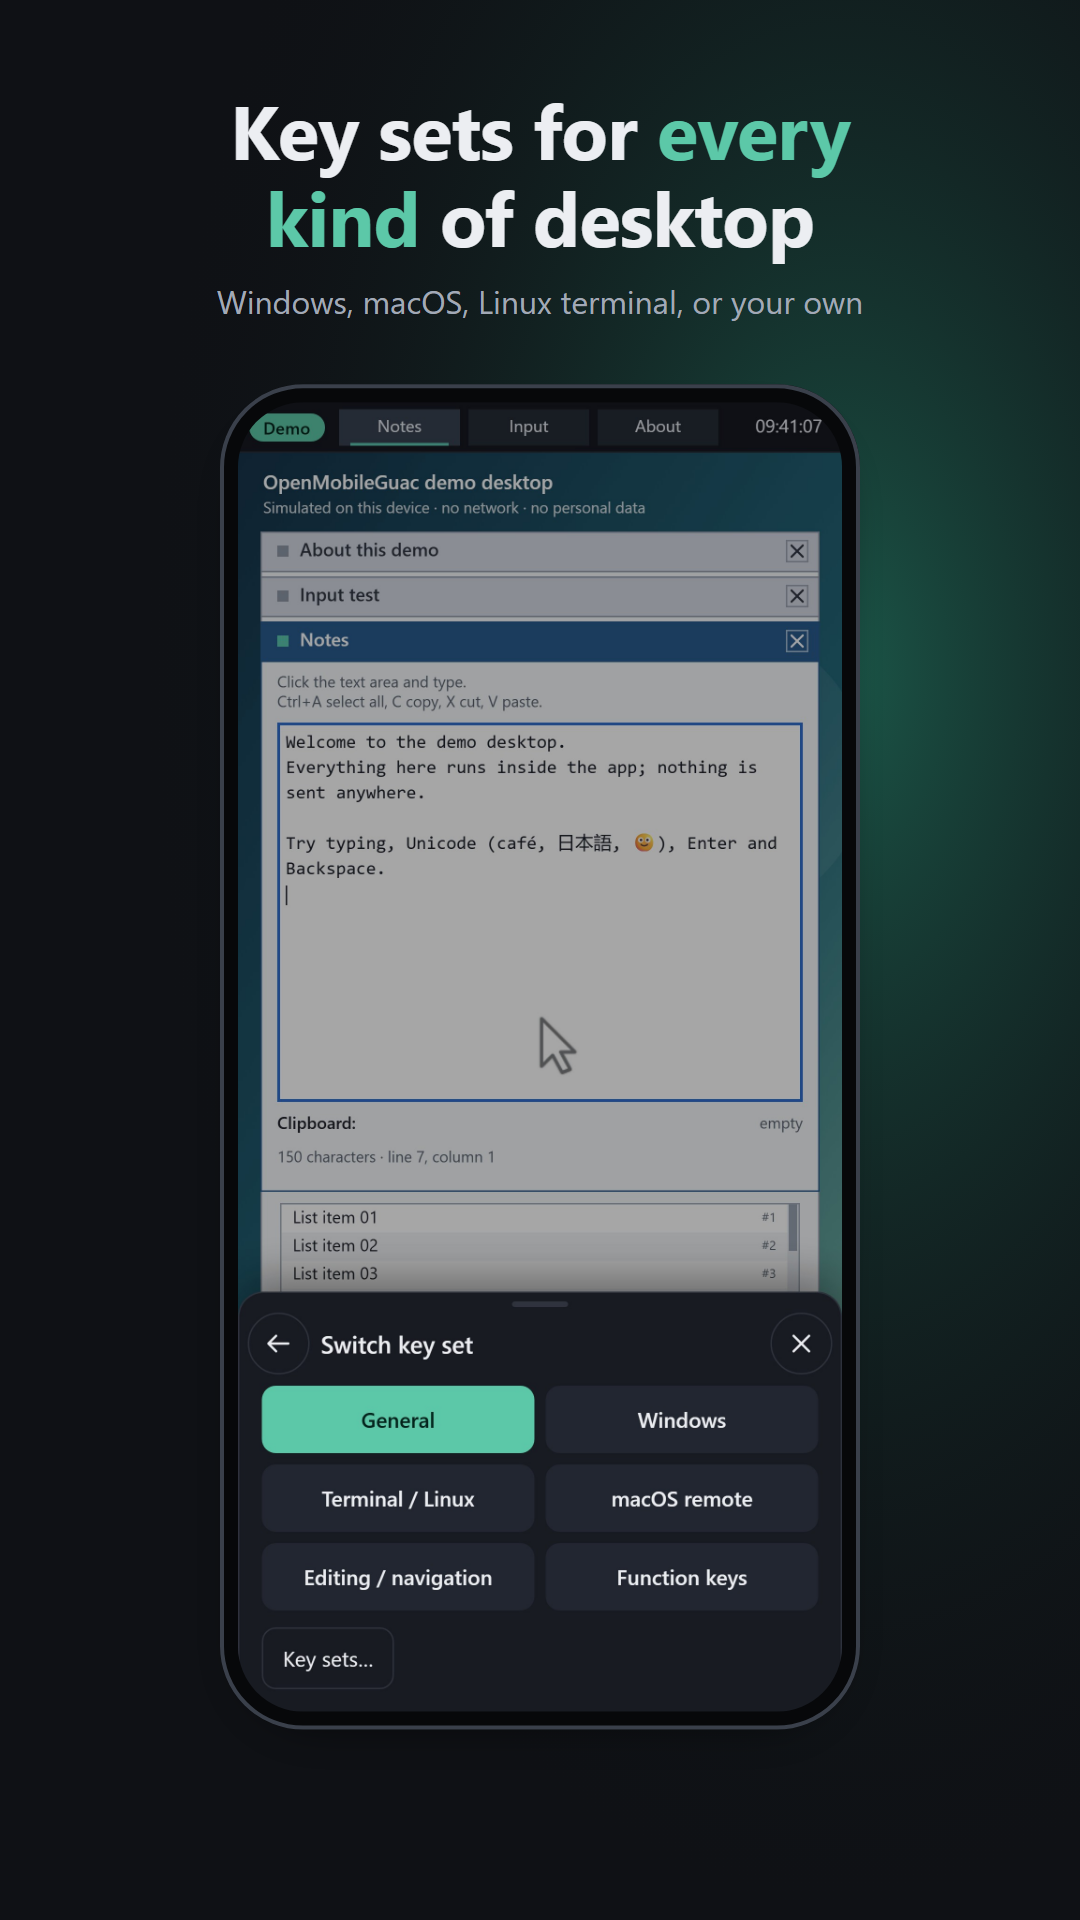 Key sets for every
kind of desktop
Windows, macOS, Linux terminal, or your own
Demo
Notes
Input
About
09:41:07
OpenMobileGuac demo desktop
Simulated on this device · no network · no personal data
About this demo
Input test
Notes
Click the text area and type.
Ctrl+A select all, C copy, X cut, V paste.
Welcome to the demo desktop.
Everything here runs inside the app; nothing is
sent anywhere.
Try typing, Unicode (café, 日本語, 🙂), Enter and
Backspace.
Clipboard:
empty
150 characters · line 7, column 1
List item 01
#1
List item 02
#2
List item 03
#3
Switch key set
General
Windows
Terminal / Linux
macOS remote
Editing / navigation
Function keys
Key sets...